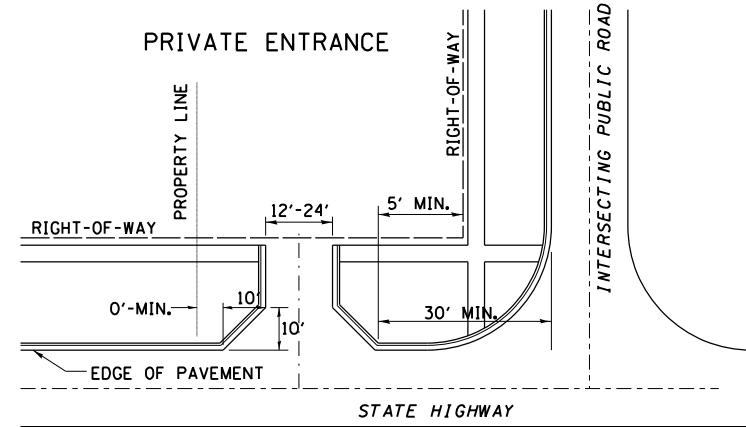 PRIVATE ENTRANCE
PROPERTY LINE
RIGHT-OF-WAY
INTERSECTING PUBLIC ROAD
12'-24'
5' MIN.
RIGHT-OF-WAY
0'-MIN.
10'
10'
30' MIN.
EDGE OF PAVEMENT
STATE HIGHWAY